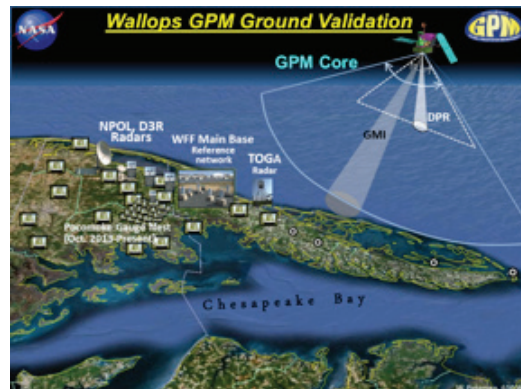 NASA
Wallops GPM Ground Validation
GPM
GPM Core
DPR
GMI
NPOL, D3R
Radars
WFF Main Base
Reference
network
TOGA
Radar
Pocomoke Gauge Mesh
(Oct. 2013-Present)
Chesapeake Bay